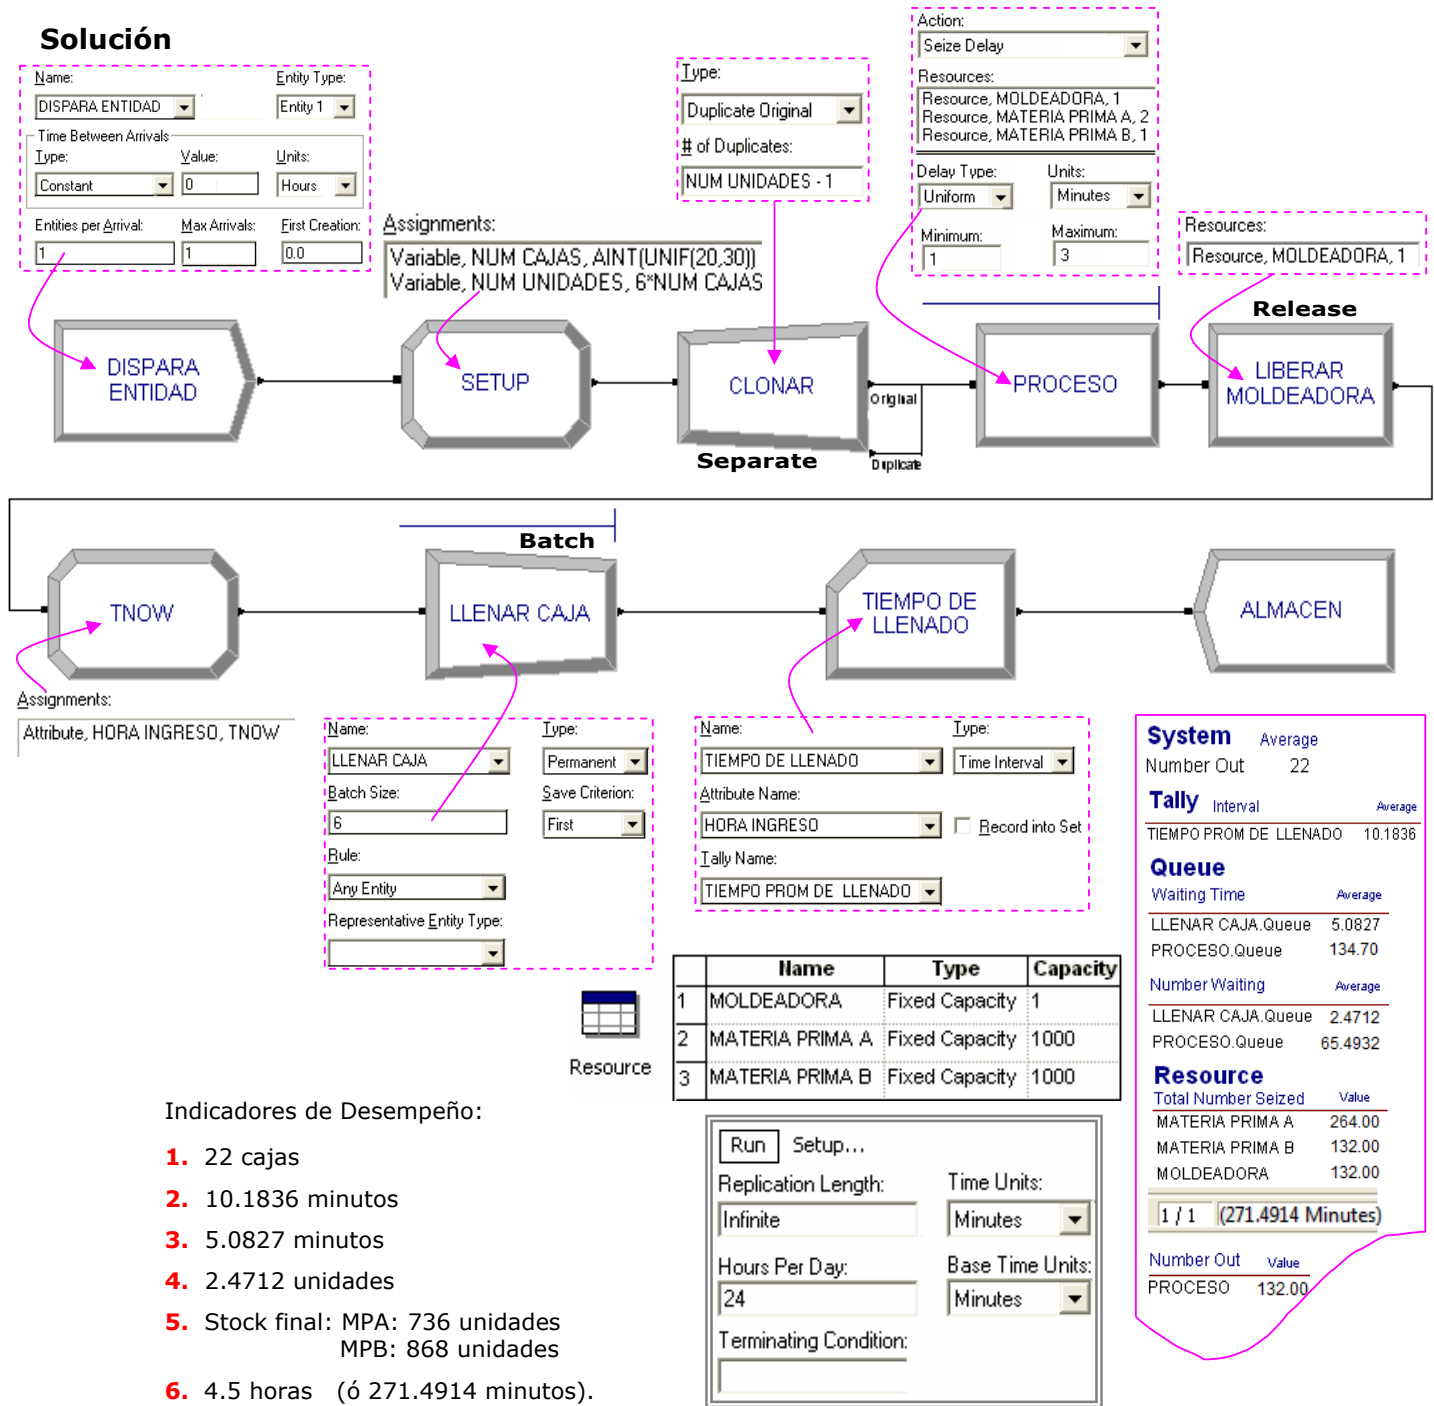 Solución
Name:
Entity Type:
DISPARA ENTIDAD
Entity 1
Time Between Arrivals
Type:
Value:
Units:
Constant
0
Hours
Entities per Arrival:
Max Arrivals:
First Creation:
1
1
0.0
Assignments:
Variable, NUM CAJAS, AINT(UNIF(20,30))
Variable, NUM UNIDADES, 6*NUM CAJAS
Type:
Duplicate Original
# of Duplicates:
NUM UNIDADES - 1
Action:
Seize Delay
Resources:
Resource, MOLDEADORA, 1
Resource, MATERIA PRIMA A, 2
Resource, MATERIA PRIMA B, 1
Delay Type:
Units:
Uniform
Minutes
Minimum:
Maximum:
1
3
Resources:
Resource, MOLDEADORA, 1
Release
DISPARA
ENTIDAD
SETUP
CLONAR
Original
Duplicate
Separate
PROCESO
LIBERAR
MOLDEADORA
Batch
TNOW
LLENAR CAJA
TIEMPO DE
LLENADO
ALMACEN
Assignments:
Attribute, HORA INGRESO, TNOW
Name:
Type:
LLENAR CAJA
Permanent
Batch Size:
Save Criterion:
6
First
Rule:
Any Entity
Representative Entity Type:
Name:
Type:
TIEMPO DE LLENADO
Time Interval
Attribute Name:
HORA INGRESO
Record into Set
Tally Name:
TIEMPO PROM DE LLENADO
System Average
Number Out 22
Tally Interval Average
TIEMPO PROM DE LLENADO 10.1836
Queue
Waiting Time Average
LLENAR CAJA.Queue 5.0827
PROCESO.Queue 134.70
Number Waiting Average
LLENAR CAJA.Queue 2.4712
PROCESO.Queue 65.4932
Resource
Total Number Seized Value
MATERIA PRIMA A 264.00
MATERIA PRIMA B 132.00
MOLDEADORA 132.00
1 / 1 (271.4914 Minutes)
Number Out Value
PROCESO 132.00
Resource
Name Type Capacity
1 MOLDEADORA Fixed Capacity 1
2 MATERIA PRIMA A Fixed Capacity 1000
3 MATERIA PRIMA B Fixed Capacity 1000
Run Setup...
Replication Length:
Time Units:
Infinite
Minutes
Hours Per Day:
Base Time Units:
24
Minutes
Terminating Condition:
Indicadores de Desempeño:
1. 22 cajas
2. 10.1836 minutos
3. 5.0827 minutos
4. 2.4712 unidades
5. Stock final: MPA: 736 unidades
MPB: 868 unidades
6. 4.5 horas (ó 271.4914 minutos).